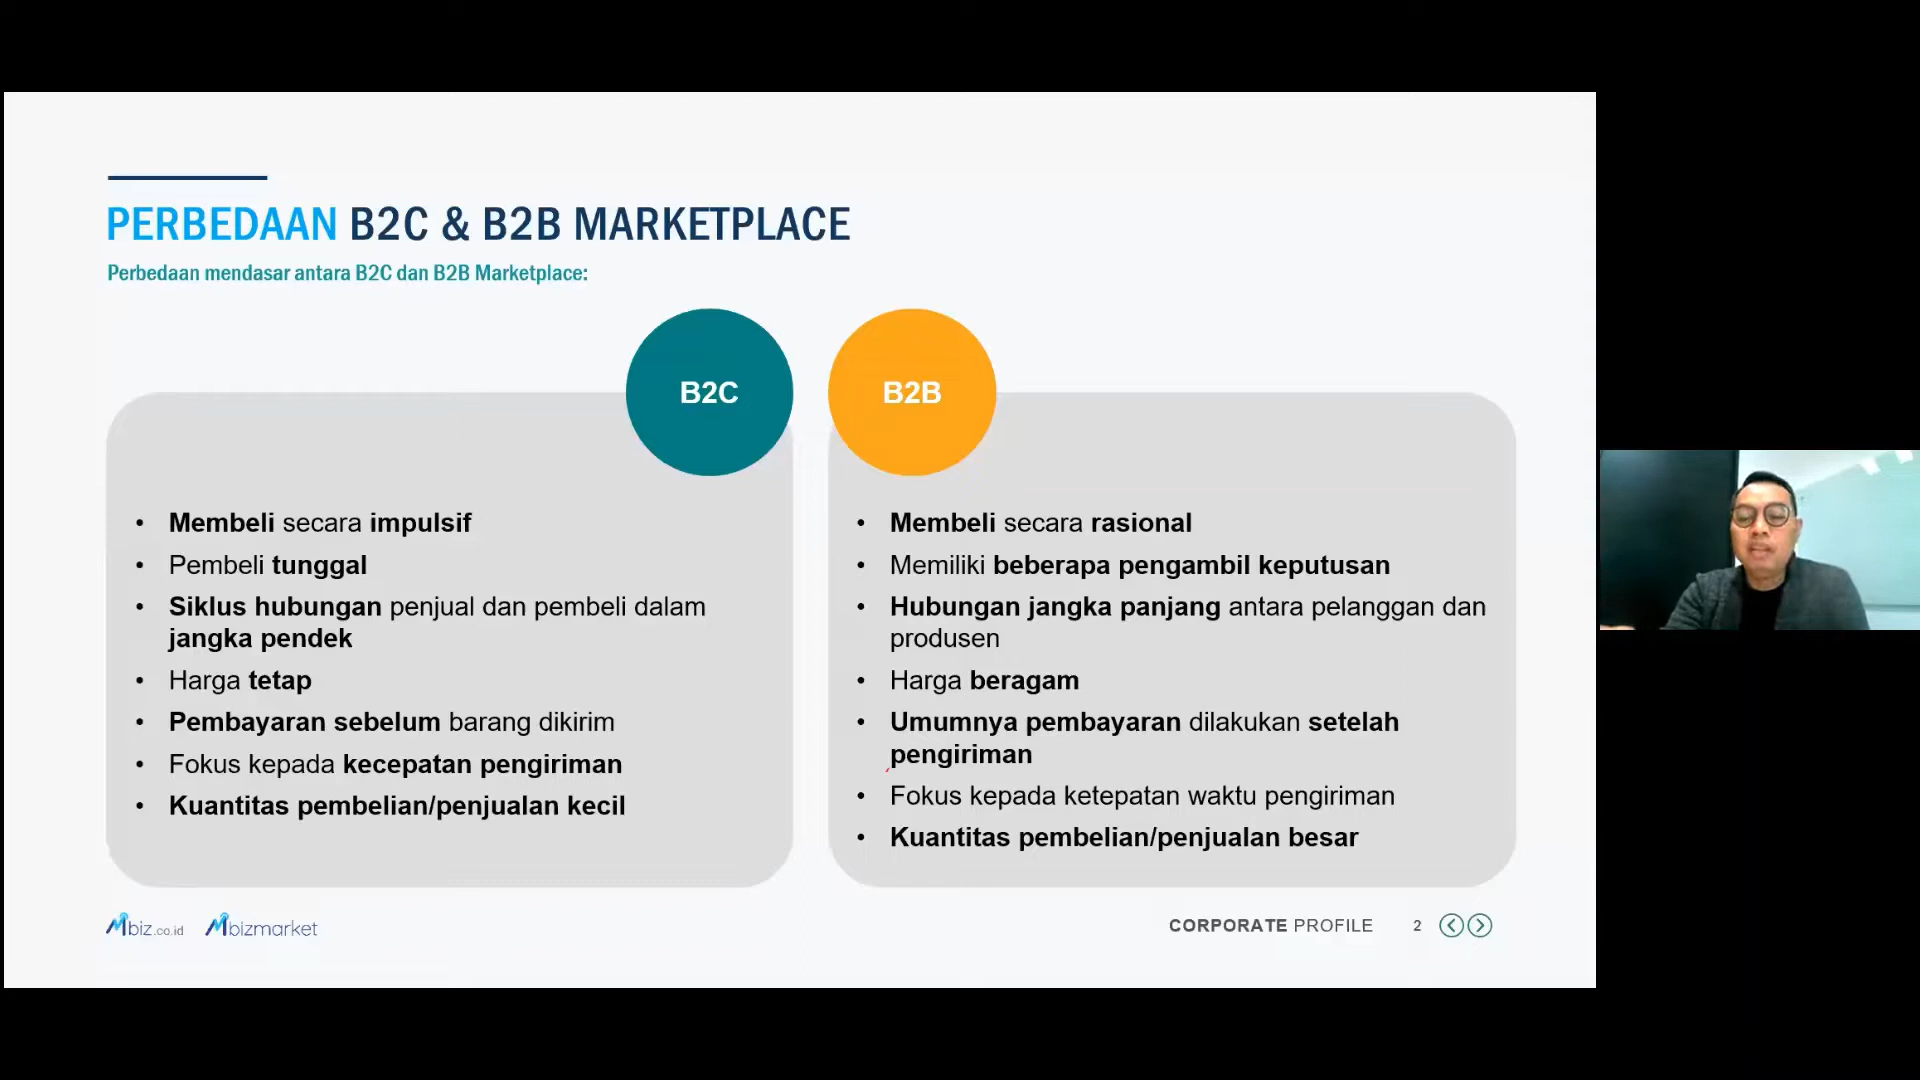 PERBEDAAN B2C & B2B MARKETPLACE
Perbedaan mendasar antara B2C dan B2B Marketplace:
B2C
• Membeli secara impulsif
• Pembeli tunggal
• Siklus hubungan penjual dan pembeli dalam
jangka pendek
• Harga tetap
• Pembayaran sebelum barang dikirim
• Fokus kepada kecepatan pengiriman
• Kuantitas pembelian/penjualan kecil
B2B
• Membeli secara rasional
• Memiliki beberapa pengambil keputusan
• Hubungan jangka panjang antara pelanggan dan
produsen
• Harga beragam
• Umumnya pembayaran dilakukan setelah
pengiriman
• Fokus kepada ketepatan waktu pengiriman
• Kuantitas pembelian/penjualan besar
Mbiz.co.id Mbizmarket
CORPORATE PROFILE 2